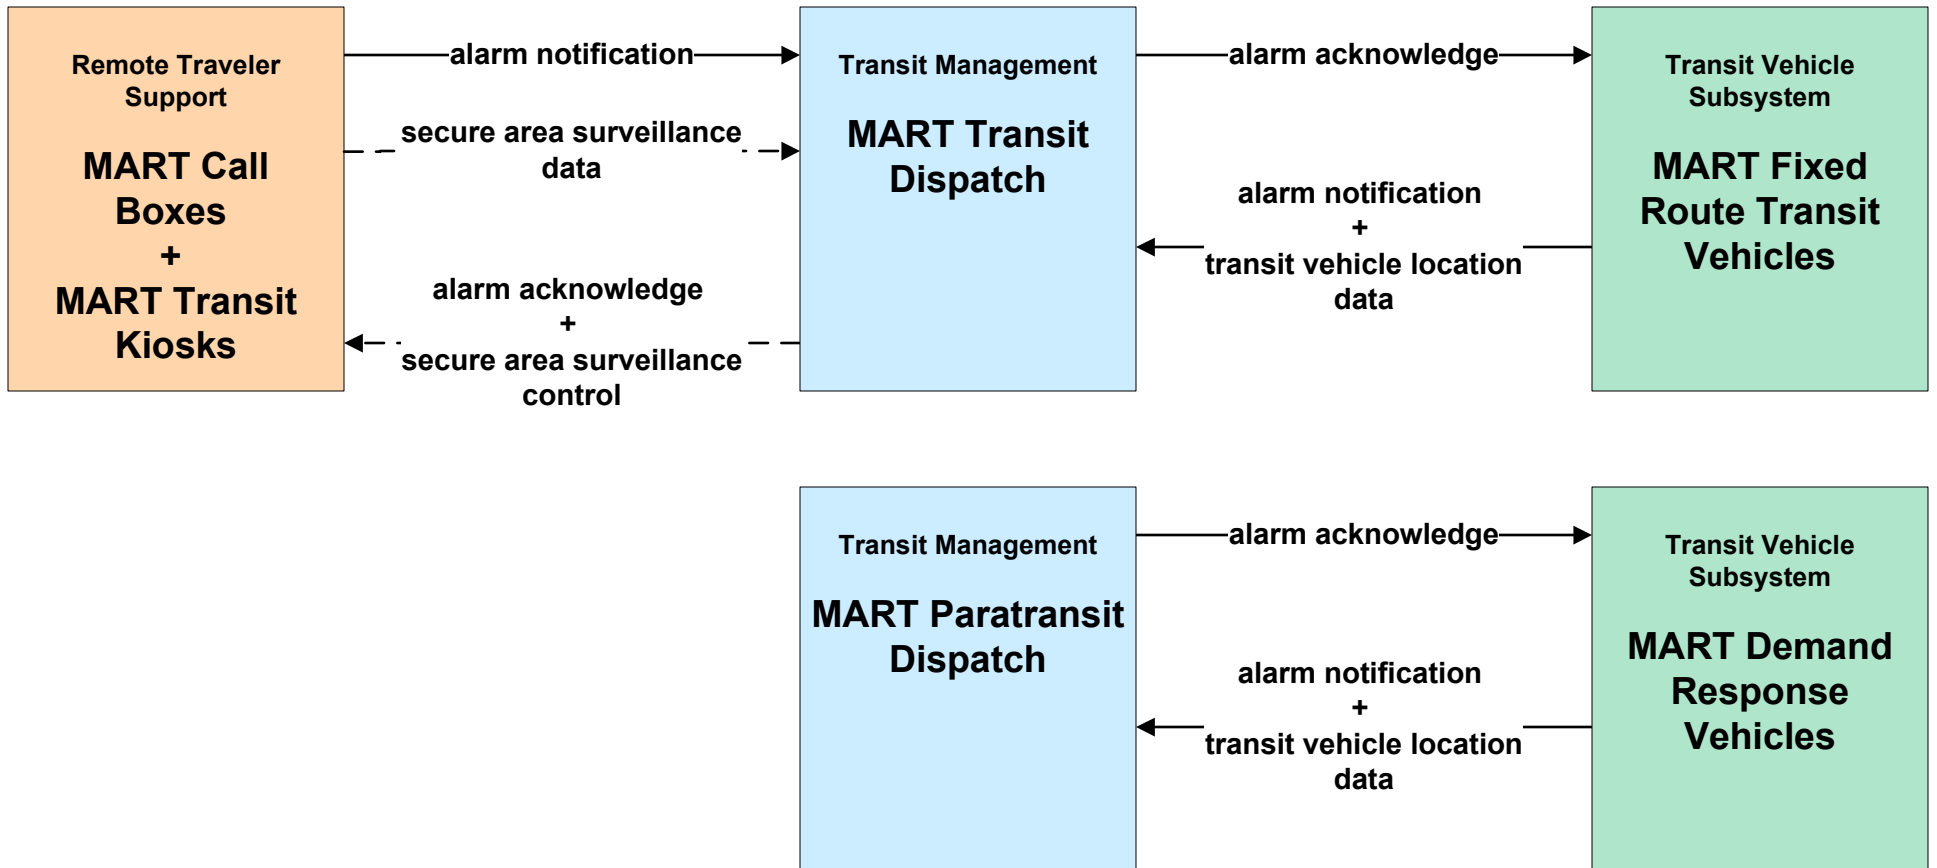 Remote Traveler
Support
MART Call
Boxes
+
MART Transit
Kiosks
alarm notification
secure area surveillance
data
alarm acknowledge
+
secure area surveillance
control
Transit Management
MART Transit
Dispatch
alarm acknowledge
alarm notification
+
transit vehicle location
data
Transit Vehicle
Subsystem
MART Fixed
Route Transit
Vehicles
Transit Management
MART Paratransit
Dispatch
alarm acknowledge
alarm notification
+
transit vehicle location
data
Transit Vehicle
Subsystem
MART Demand
Response
Vehicles